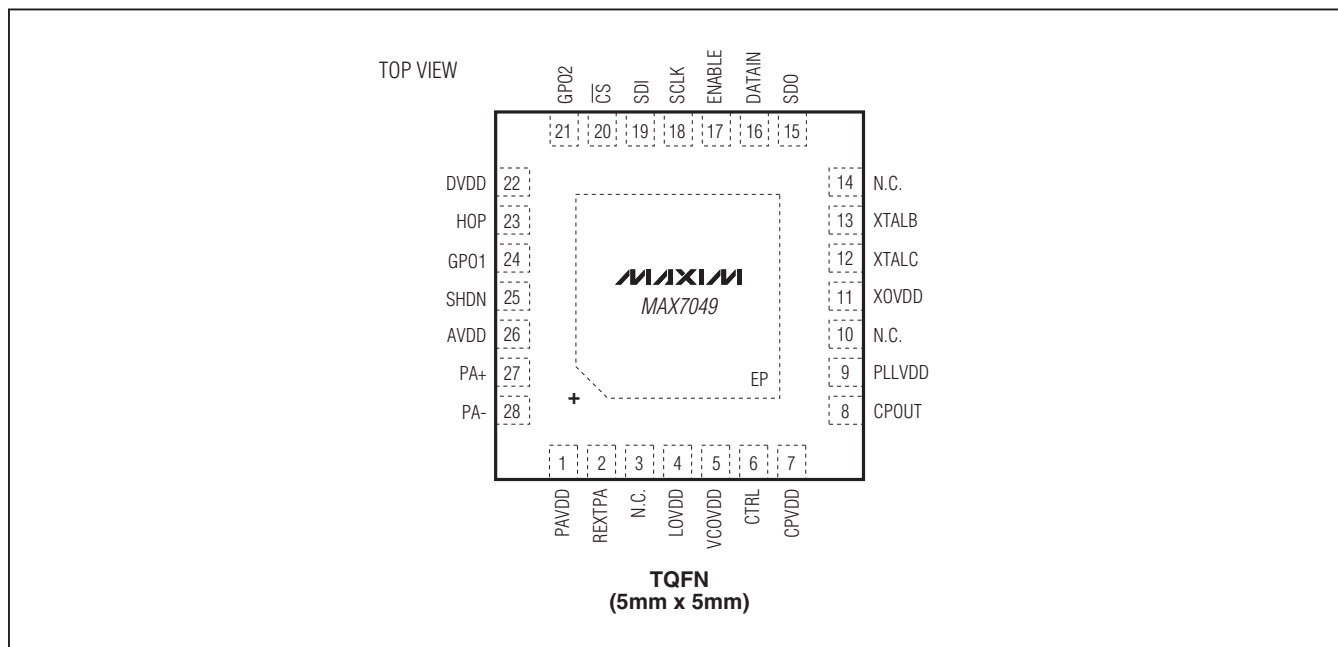 TOP VIEW
GPO2
CS
SDI
SCLK
ENABLE
DATAIN
SDO
21 20 19 18 17 16 15
DVDD 22
HOP 23
GPO1 24
SHDN 25
AVDD 26
PA+ 27
PA- 28
14 N.C.
13 XTALB
12 XTALC
11 XOVDD
10 N.C.
9 PLLVDD
8 CPOUT
MAXIM
MAX7049
EP
+
1 2 3 4 5 6 7
PAVDD
REXTPA
N.C.
LOVDD
VCOVDD
CTRL
CPVDD
TQFN
(5mm x 5mm)